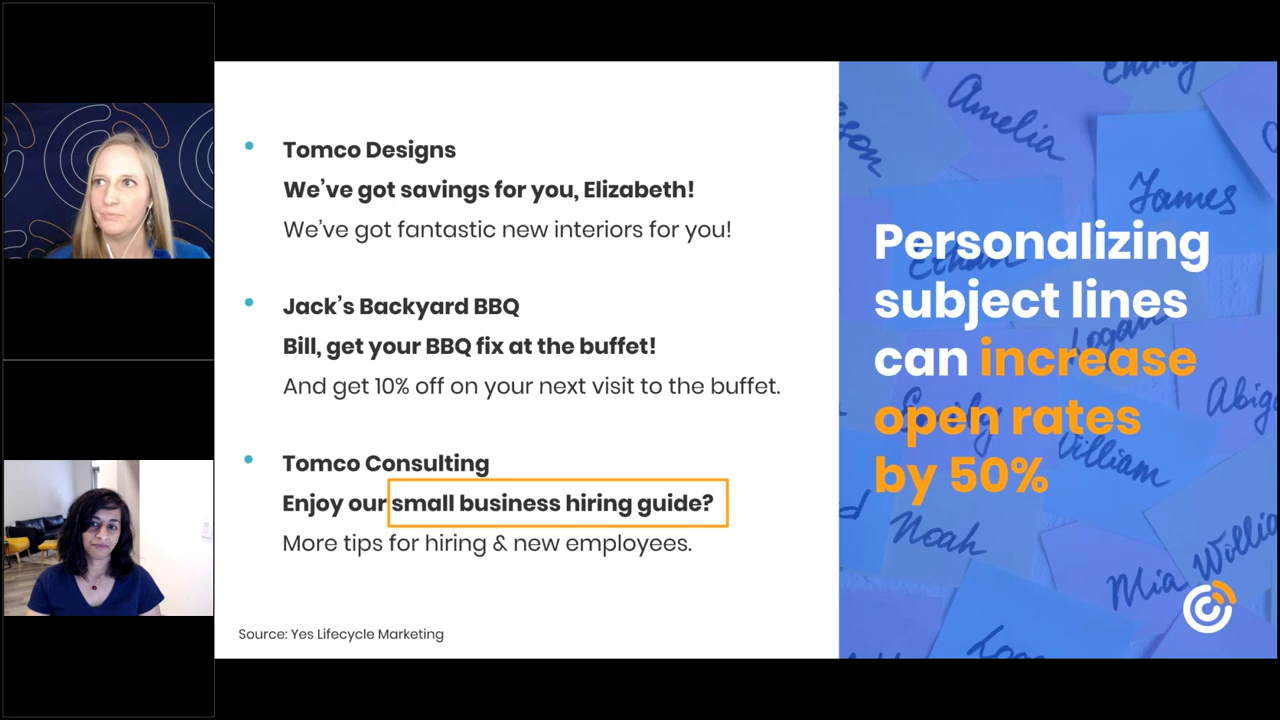 Tomco Designs
We've got savings for you, Elizabeth!
We've got fantastic new interiors for you!
Jack's Backyard BBQ
Bill, get your BBQ fix at the buffet!
And get 10% off on your next visit to the buffet.
Tomco Consulting
Enjoy our small business hiring guide?
More tips for hiring & new employees.
Source: Yes Lifecycle Marketing
Personalizing
subject lines
can increase
open rates
by 50%
Amelia
James
Ethan
Logan
Emily
William
Noah
Mia